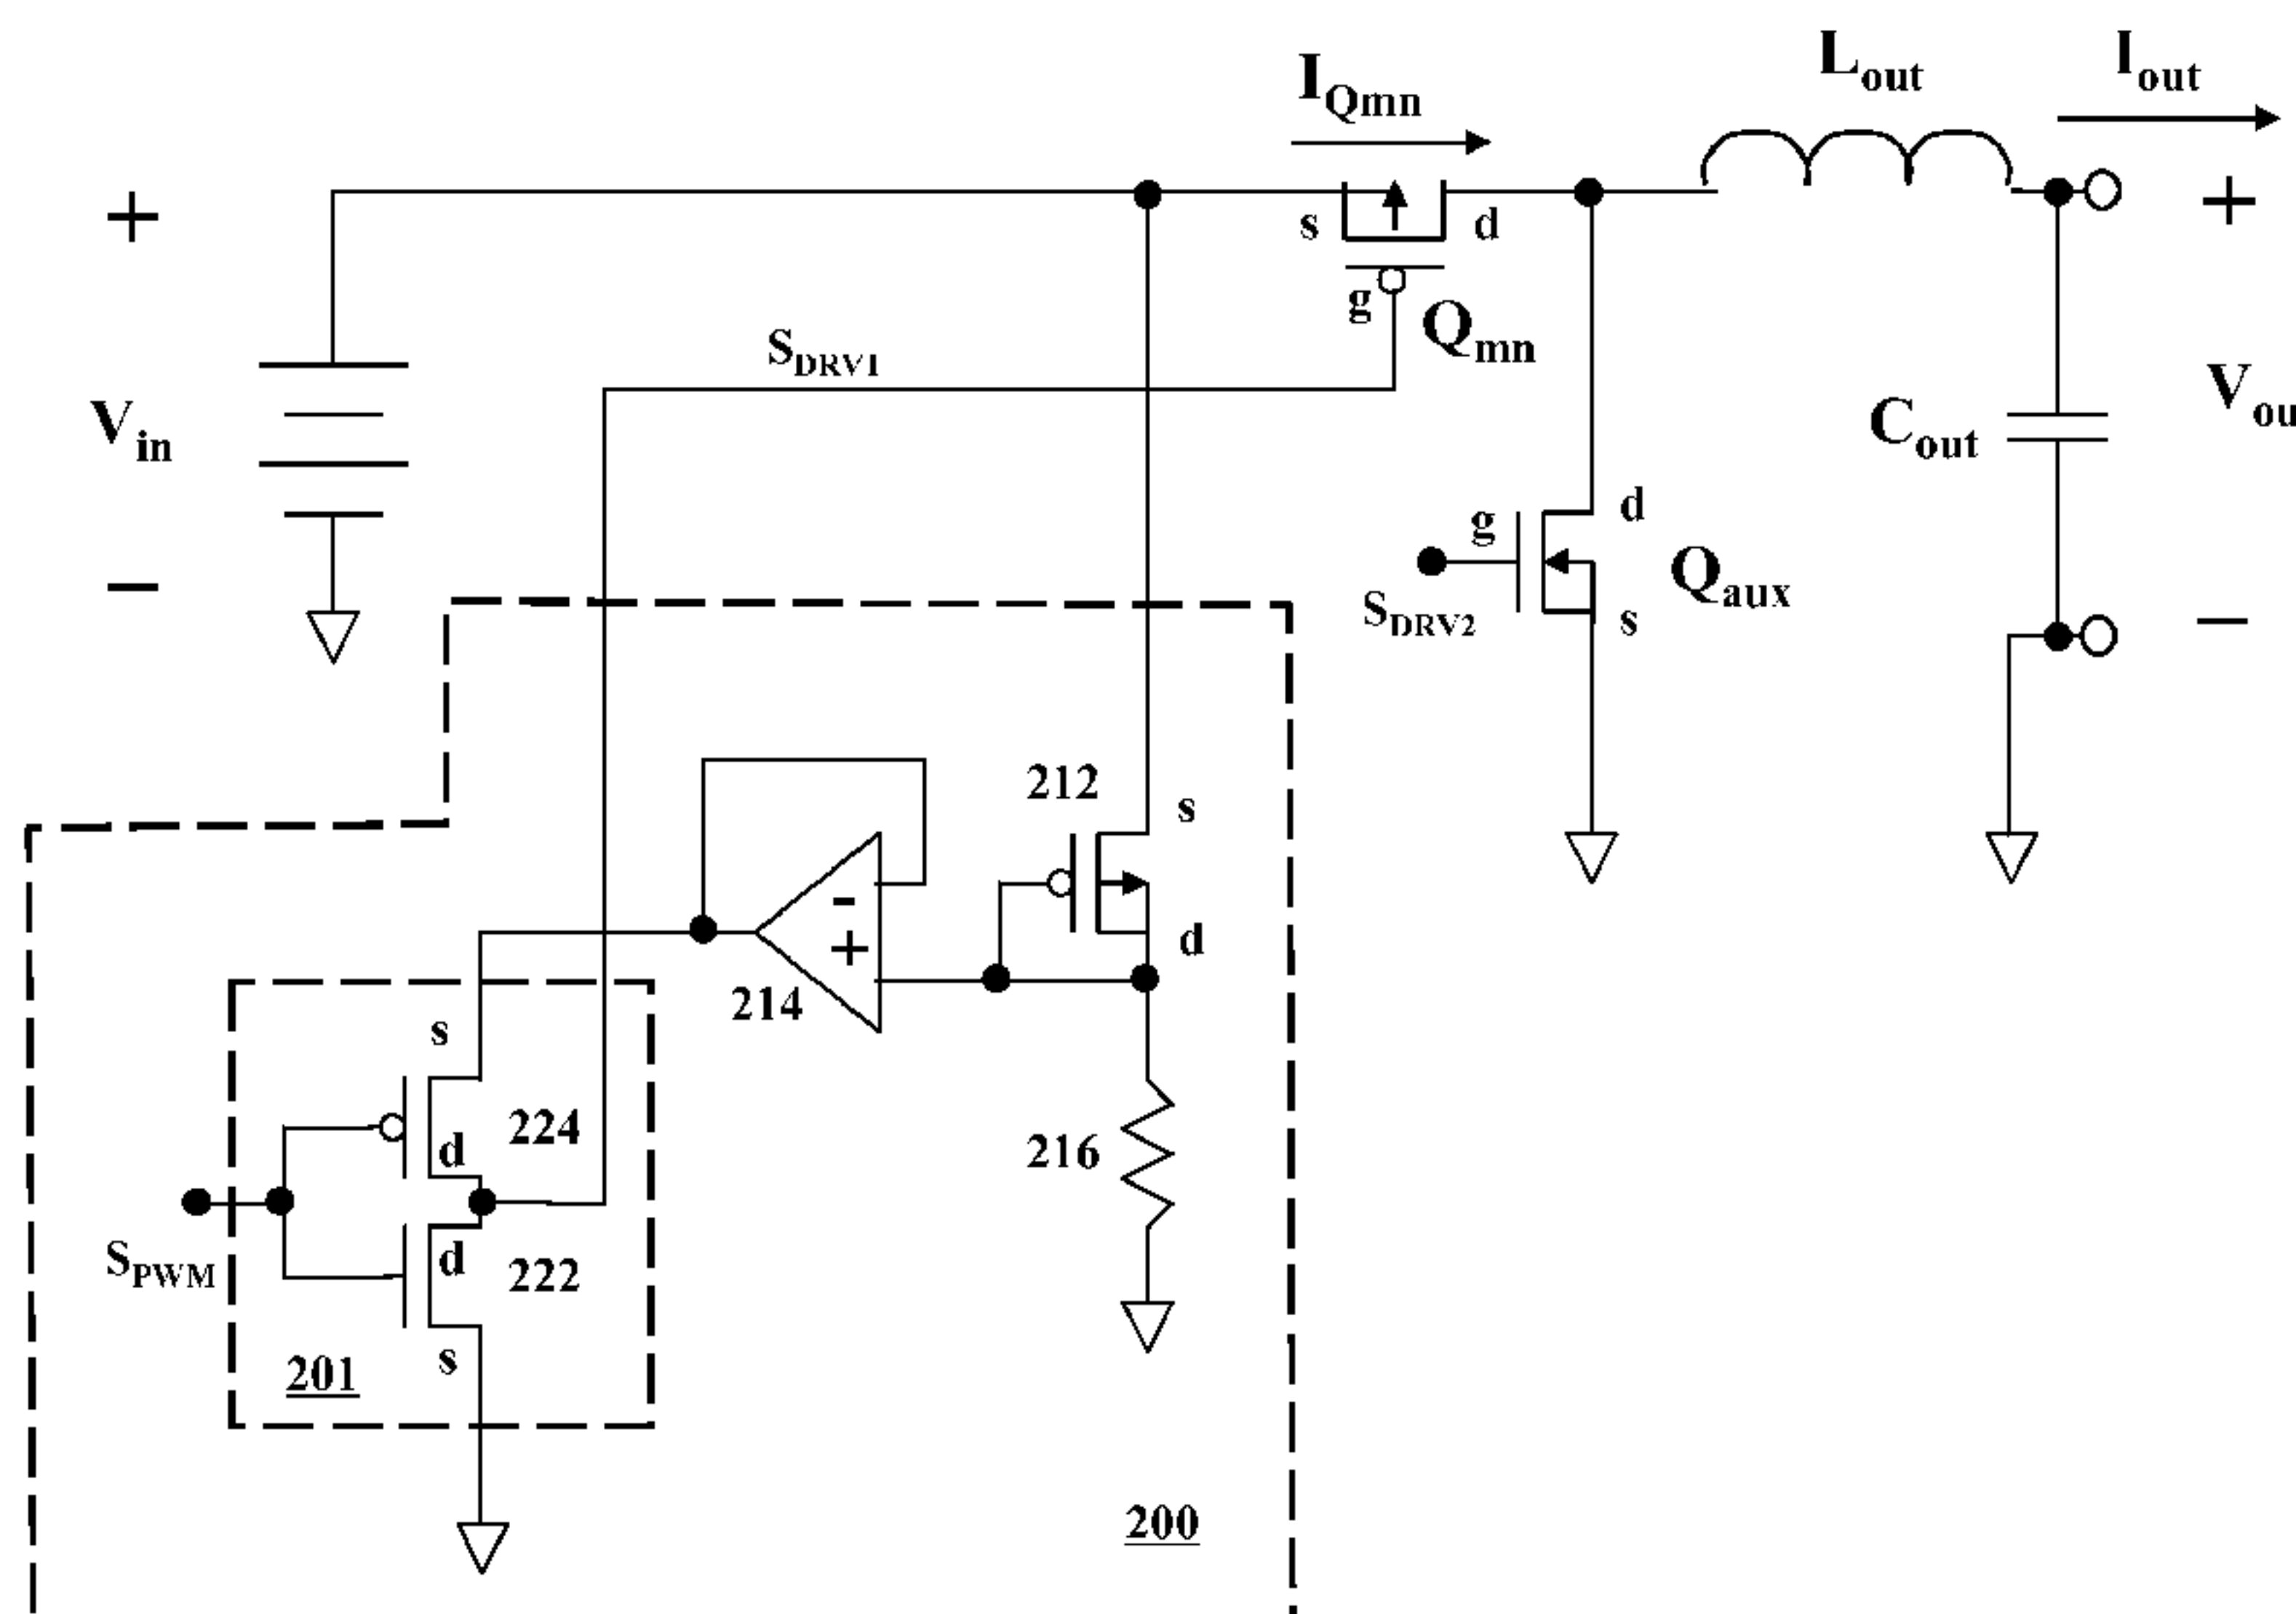 I_Qmn
L_out
I_out
+
+
s
d
g
Q_mn
S_DRV1
V_in
V_ou
C_out
g
d
Q_aux
S_DRV2
s
−
−
212
s
-
+
d
214
s
224
d
216
S_PWM
d
222
s
201
200